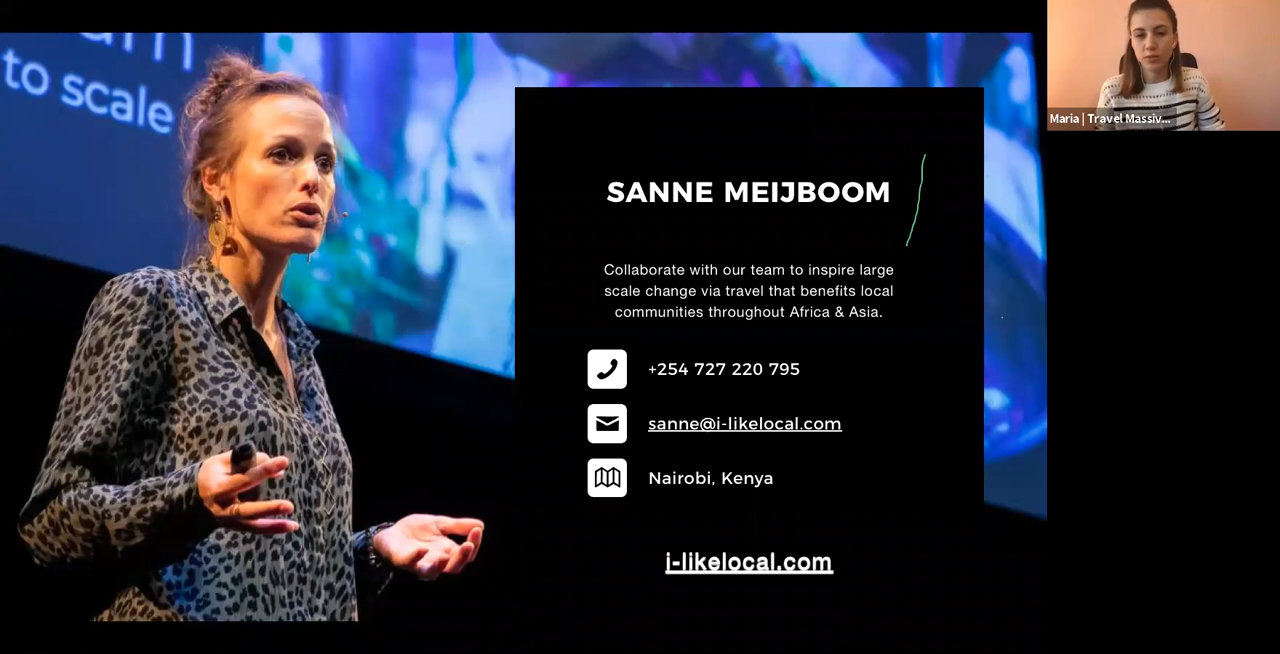 to scale
Maria | Travel Massiv...
SANNE MEIJBOOM
Collaborate with our team to inspire large
scale change via travel that benefits local
communities throughout Africa & Asia.
+254 727 220 795
sanne@i-likelocal.com
Nairobi, Kenya
i-likelocal.com